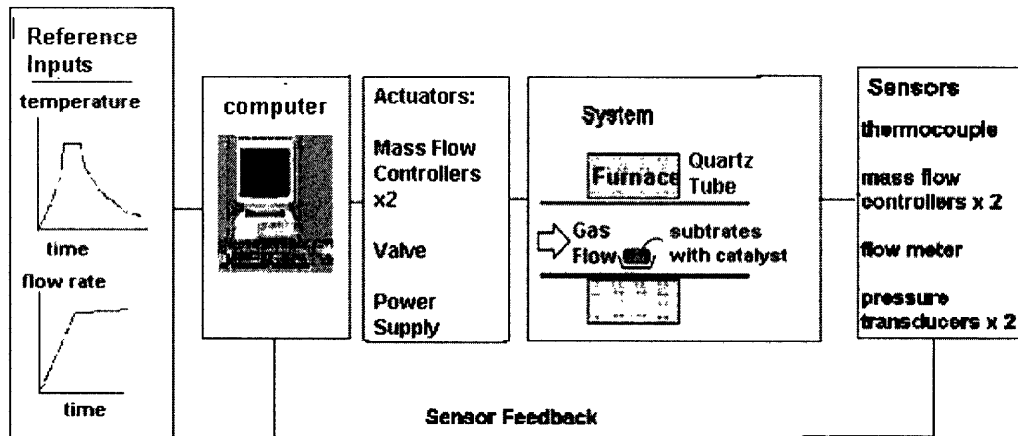 Reference
Inputs
temperature
time
flow rate
time
computer
Actuators:
Mass Flow
Controllers
x2
Valve
Power
Supply
System
Furnace
Quartz
Tube
Gas
Flow
subtrates
with catalyst
Sensors
thermocouple
mass flow
controllers x 2
flow meter
pressure
transducers x 2
Sensor Feedback